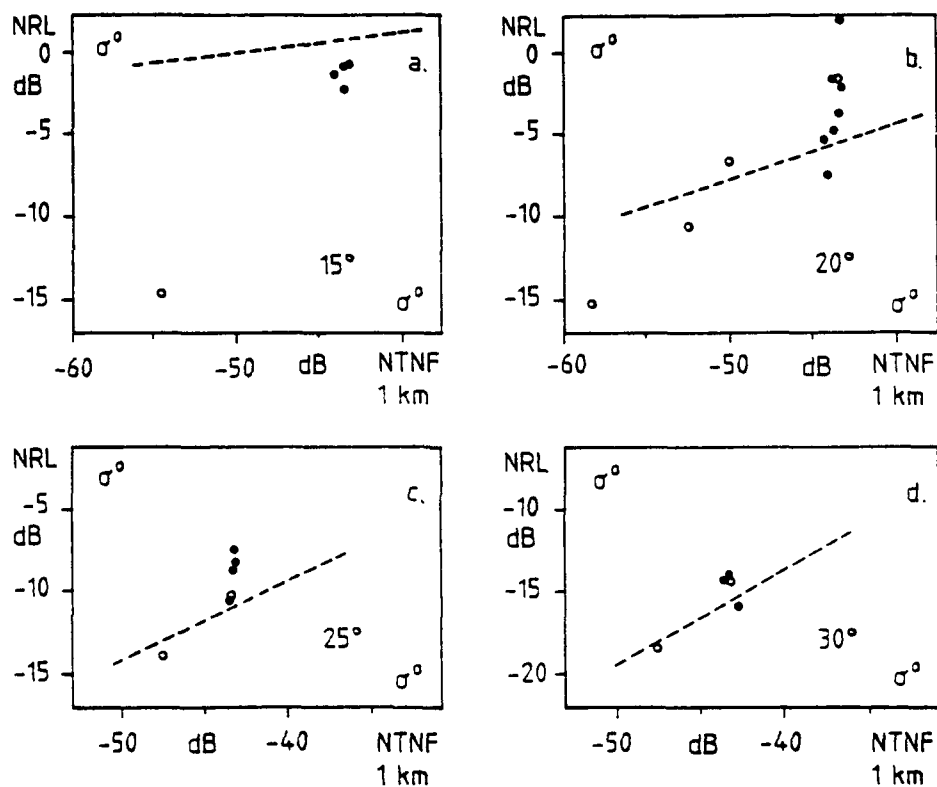 NRL
σ°
0
dB
a.
-5
-10
15°
-15
σ°
-60
-50
dB
NTNF
1 km
NRL
σ°
0
dB
b.
-5
-10
20°
-15
σ°
-60
-50
dB
NTNF
1 km
NRL
σ°
c.
-5
dB
-10
25°
-15
σ°
-50
dB
-40
NTNF
1 km
NRL
σ°
d.
-10
dB
-15
30°
-20
σ°
-50
dB
-40
NTNF
1 km